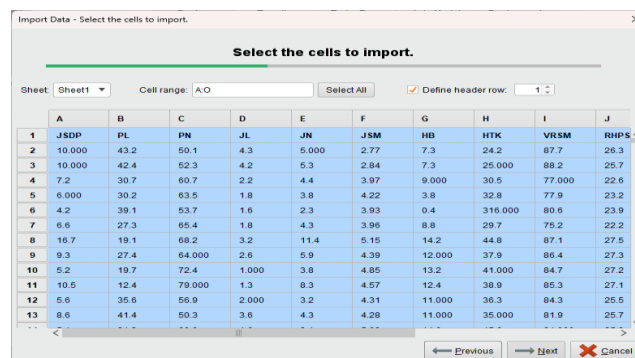 Import Data - Select the cells to import.
Select the cells to import.
Sheet: Sheet1 Cell range: A:O Select All Define header row: 1
A B C D E F G H I J
1 JSDP PL PN JL JN JSM HB HTK VRSM RHPS
2 10.000 43.2 50.1 4.3 5.000 2.77 7.3 24.2 87.7 26.3
3 10.000 42.4 52.3 4.2 5.3 2.84 7.3 25.000 88.2 25.7
4 7.2 30.7 60.7 2.2 4.4 3.97 9.000 30.5 77.000 22.6
5 6.000 30.2 63.5 1.8 3.8 4.22 3.8 32.8 77.9 23.2
6 4.2 39.1 53.7 1.6 2.3 3.93 0.4 316.000 80.6 23.9
7 6.6 27.3 65.4 1.8 4.3 3.96 8.8 29.7 75.2 22.2
8 16.7 19.1 68.2 3.2 11.4 5.15 14.2 44.8 87.1 27.5
9 9.3 27.4 64.000 2.6 5.9 4.39 12.000 37.9 86.4 27.3
10 5.2 19.7 72.4 1.000 3.8 4.85 13.2 41.000 84.7 27.2
11 10.5 12.4 79.000 1.3 8.3 4.57 12.4 38.9 85.3 27.1
12 5.6 35.6 56.9 2.000 3.2 4.31 11.000 36.3 84.3 25.5
13 8.6 41.4 50.3 3.6 4.3 4.28 11.000 35.000 81.9 25.7
Previous Next Cancel